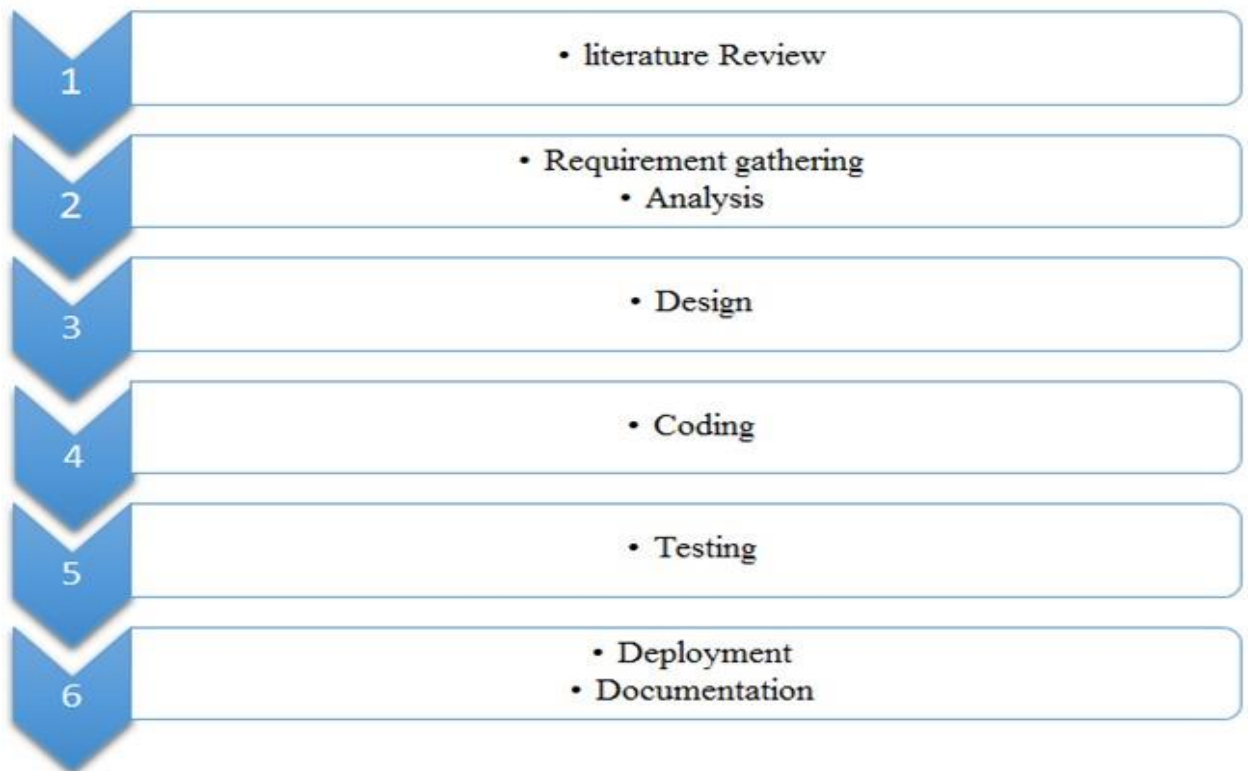 1
• literature Review
2
• Requirement gathering
• Analysis
3
• Design
4
• Coding
5
• Testing
6
• Deployment
• Documentation